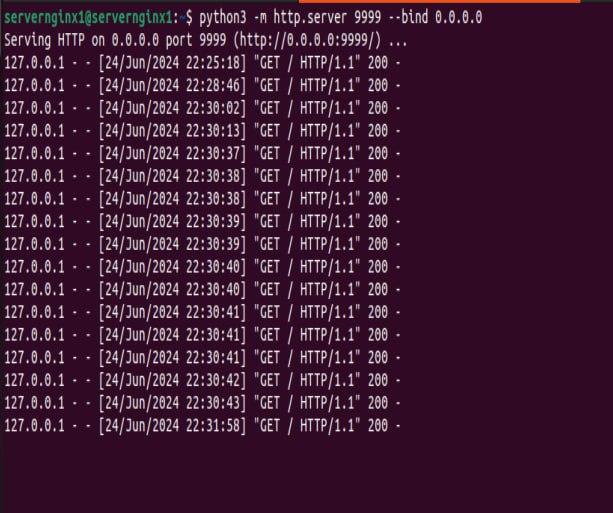 servernginx1@servernginx1:~$ python3 -m http.server 9999 --bind 0.0.0.0
Serving HTTP on 0.0.0.0 port 9999 (http://0.0.0.0:9999/) ...
127.0.0.1 - - [24/Jun/2024 22:25:18] "GET / HTTP/1.1" 200 -
127.0.0.1 - - [24/Jun/2024 22:28:46] "GET / HTTP/1.1" 200 -
127.0.0.1 - - [24/Jun/2024 22:30:02] "GET / HTTP/1.1" 200 -
127.0.0.1 - - [24/Jun/2024 22:30:13] "GET / HTTP/1.1" 200 -
127.0.0.1 - - [24/Jun/2024 22:30:37] "GET / HTTP/1.1" 200 -
127.0.0.1 - - [24/Jun/2024 22:30:38] "GET / HTTP/1.1" 200 -
127.0.0.1 - - [24/Jun/2024 22:30:38] "GET / HTTP/1.1" 200 -
127.0.0.1 - - [24/Jun/2024 22:30:39] "GET / HTTP/1.1" 200 -
127.0.0.1 - - [24/Jun/2024 22:30:39] "GET / HTTP/1.1" 200 -
127.0.0.1 - - [24/Jun/2024 22:30:40] "GET / HTTP/1.1" 200 -
127.0.0.1 - - [24/Jun/2024 22:30:40] "GET / HTTP/1.1" 200 -
127.0.0.1 - - [24/Jun/2024 22:30:41] "GET / HTTP/1.1" 200 -
127.0.0.1 - - [24/Jun/2024 22:30:41] "GET / HTTP/1.1" 200 -
127.0.0.1 - - [24/Jun/2024 22:30:41] "GET / HTTP/1.1" 200 -
127.0.0.1 - - [24/Jun/2024 22:30:42] "GET / HTTP/1.1" 200 -
127.0.0.1 - - [24/Jun/2024 22:30:43] "GET / HTTP/1.1" 200 -
127.0.0.1 - - [24/Jun/2024 22:31:58] "GET / HTTP/1.1" 200 -